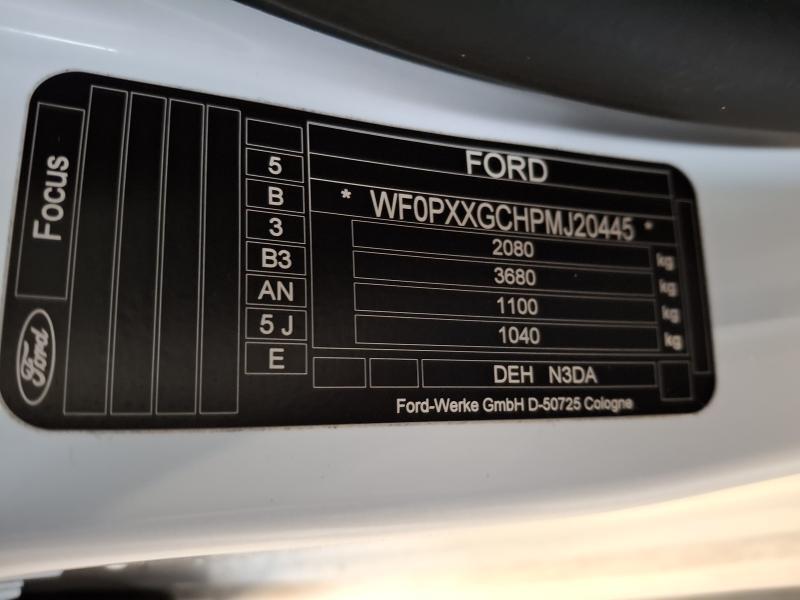 Focus
Ford
5
B
3
B3
AN
5 J
E
FORD
* WF0PXXGCHPMJ20445 *
2080 kg
3680 kg
1100 kg
1040 kg
DEH N3DA
Ford-Werke GmbH D-50725 Cologne